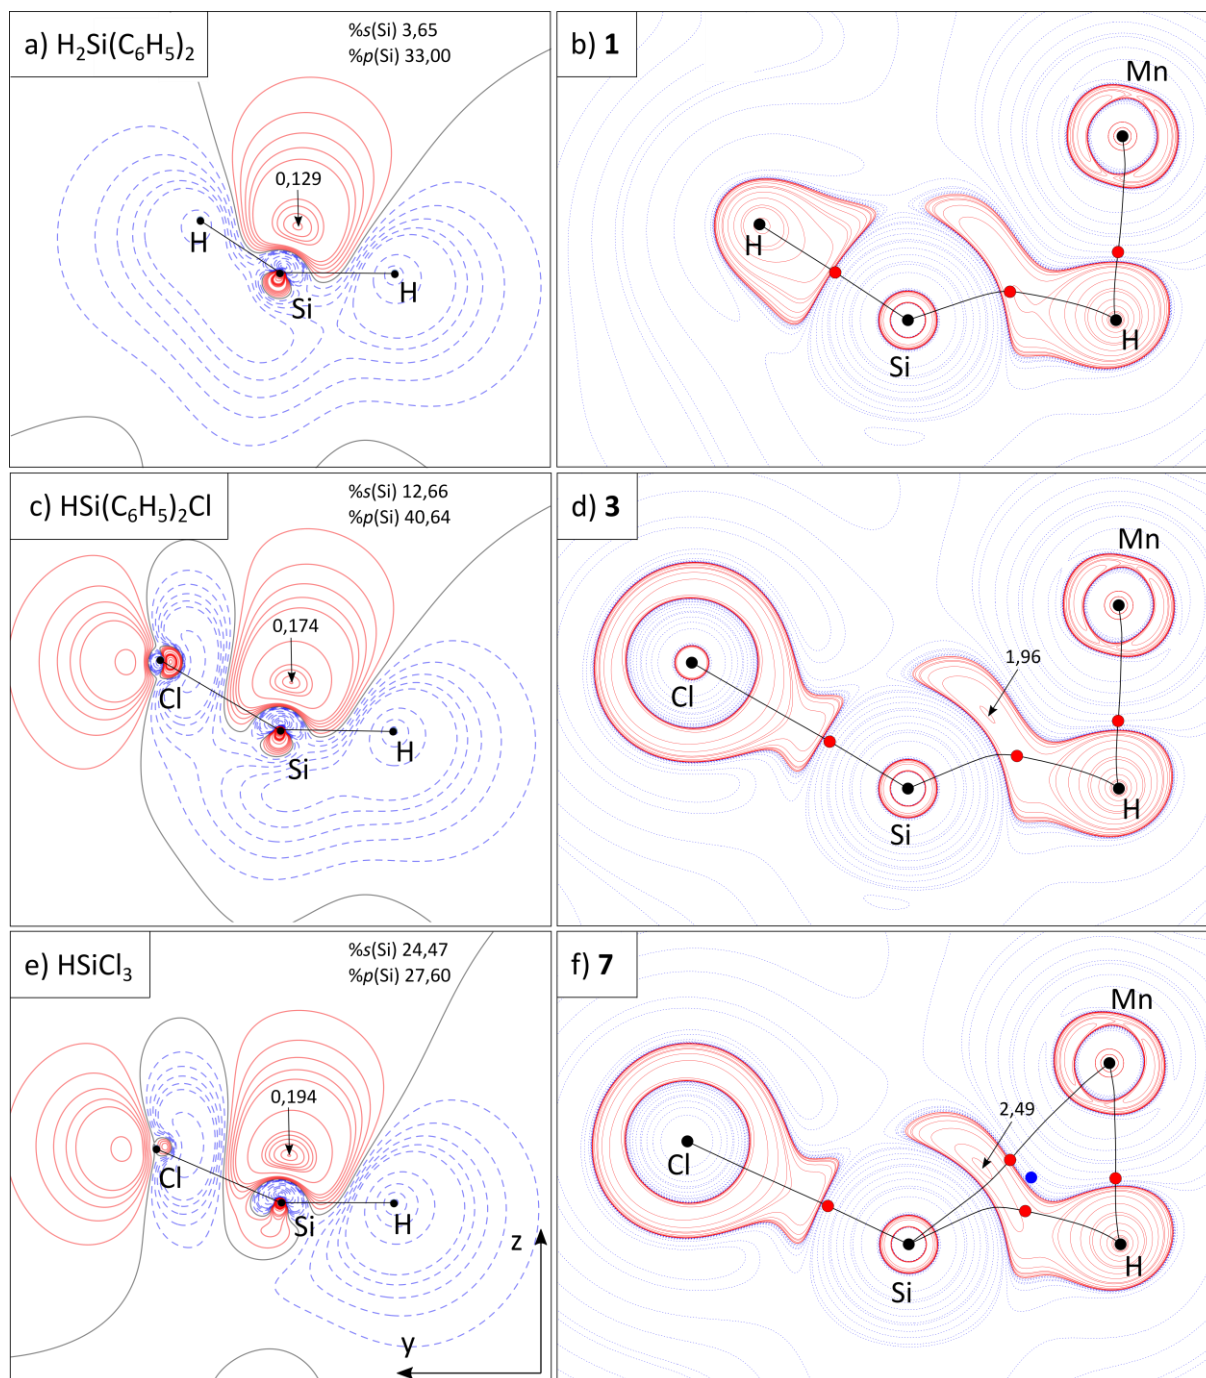 a) H₂Si(C₆H₅)₂
%s(Si) 3,65
%p(Si) 33,00
0,129
H
Si
H
b) 1
Mn
H
Si
H
c) HSi(C₆H₅)₂Cl
%s(Si) 12,66
%p(Si) 40,64
0,174
Cl
Si
H
d) 3
Mn
1,96
Cl
Si
H
e) HSiCl₃
%s(Si) 24,47
%p(Si) 27,60
0,194
Cl
Si
H
z
y
f) 7
Mn
2,49
Cl
Si
H